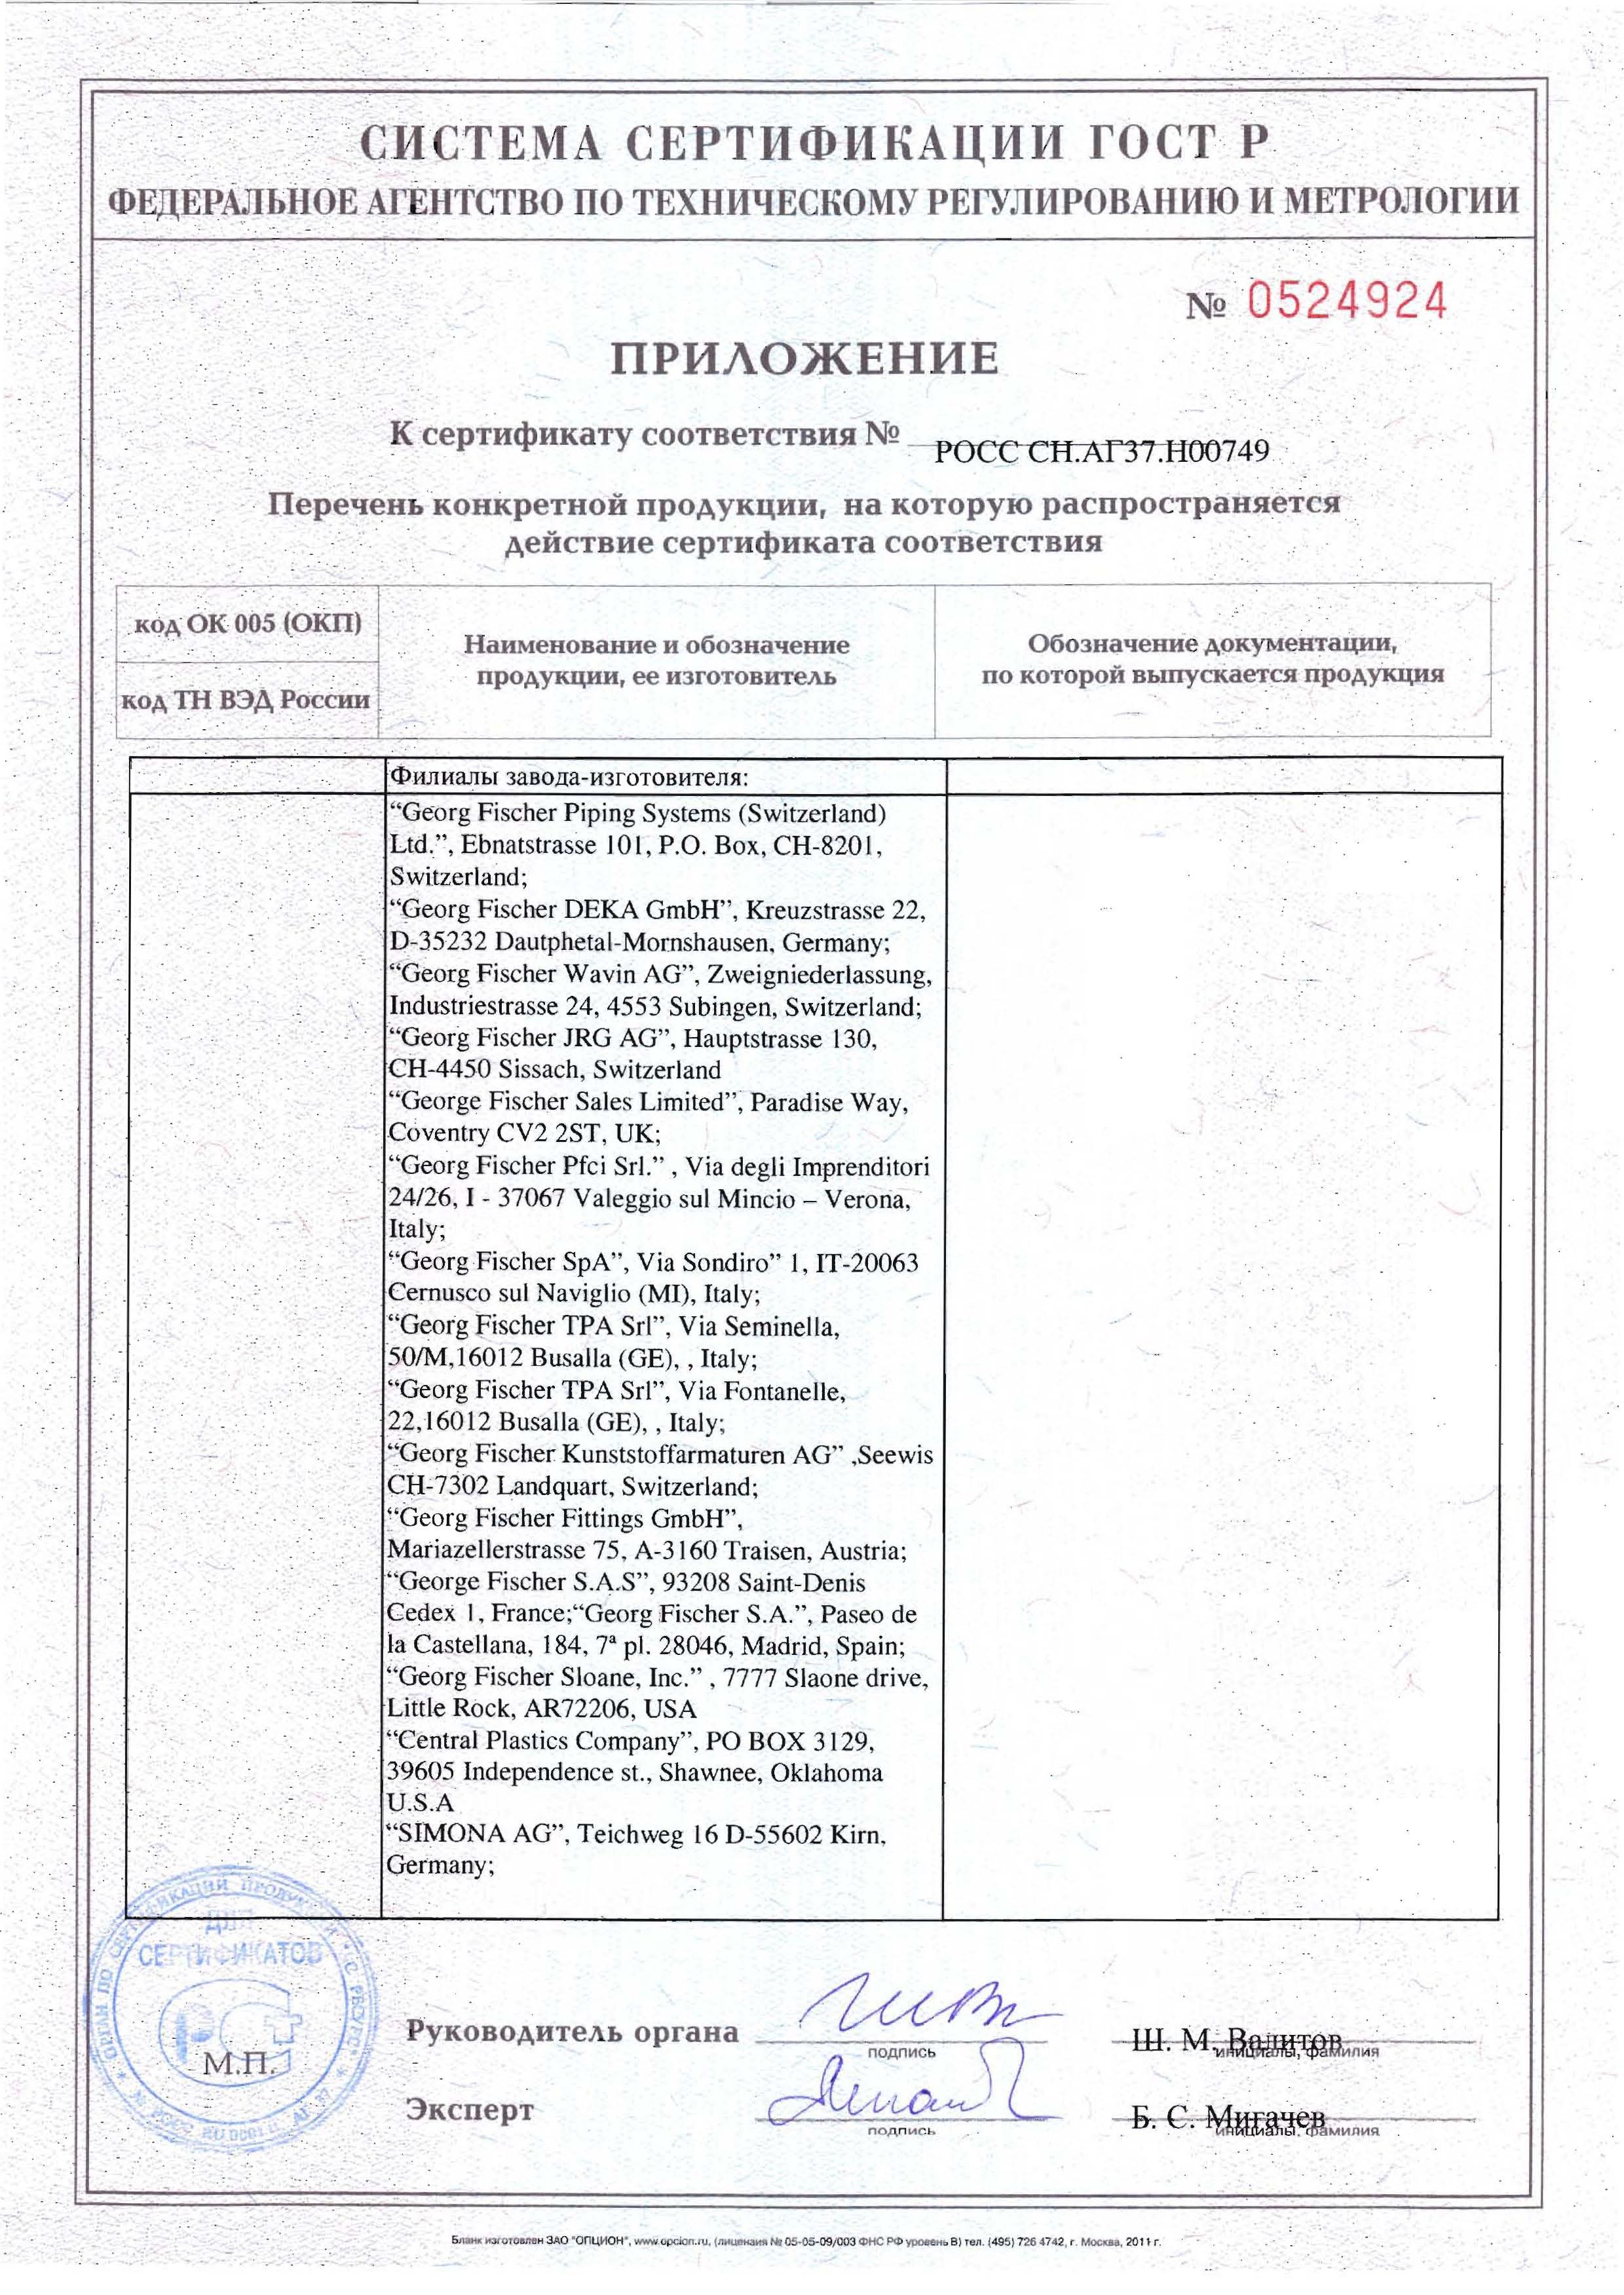 СИСТЕМА СЕРТИФИКАЦИИ ГОСТ Р
ФЕДЕРАЛЬНОЕ АГЕНТСТВО ПО ТЕХНИЧЕСКОМУ РЕГУЛИРОВАНИЮ И МЕТРОЛОГИИ
№ 0524924
ПРИЛОЖЕНИЕ
К сертификату соответствия № РОСС CH.АГ37.Н00749
Перечень конкретной продукции, на которую распространяется
действие сертификата соответствия
код ОК 005 (ОКП)
код ТН ВЭД России
Наименование и обозначение
продукции, ее изготовитель
Обозначение документации,
по которой выпускается продукция
Филиалы завода-изготовителя:
“Georg Fischer Piping Systems (Switzerland)
Ltd.”, Ebnatstrasse 101, P.O. Box, CH-8201,
Switzerland;
“Georg Fischer DEKA GmbH”, Kreuzstrasse 22,
D-35232 Dautphetal-Mornshausen, Germany;
“Georg Fischer Wavin AG”, Zweigniederlassung,
Industriestrasse 24, 4553 Subingen, Switzerland;
“Georg Fischer JRG AG”, Hauptstrasse 130,
CH-4450 Sissach, Switzerland
“George Fischer Sales Limited”, Paradise Way,
Coventry CV2 2ST, UK;
“Georg Fischer Pfci Srl.” , Via degli Imprenditori
24/26, I - 37067 Valeggio sul Mincio – Verona,
Italy;
“Georg Fischer SpA”, Via Sondiro” 1, IT-20063
Cernusco sul Naviglio (MI), Italy;
“Georg Fischer TPA Srl”, Via Seminella,
50/M,16012 Busalla (GE), , Italy;
“Georg Fischer TPA Srl”, Via Fontanelle,
22,16012 Busalla (GE), , Italy;
“Georg Fischer Kunststoffarmaturen AG” ,Seewis
CH-7302 Landquart, Switzerland;
“Georg Fischer Fittings GmbH”,
Mariazellerstrasse 75, A-3160 Traisen, Austria;
“George Fischer S.A.S”, 93208 Saint-Denis
Cedex 1, France;“Georg Fischer S.A.”, Paseo de
la Castellana, 184, 7ª pl. 28046, Madrid, Spain;
“Georg Fischer Sloane, Inc.” , 7777 Slaone drive,
Little Rock, AR72206, USA
“Central Plastics Company”, PO BOX 3129,
39605 Independence st., Shawnee, Oklahoma
U.S.A
“SIMONA AG”, Teichweg 16 D-55602 Kirn,
Germany;
ДЛЯ
СЕРТИФИКАТОВ
М.П.
Руководитель органа
подпись
Ш. М. Валитов
инициалы, фамилия
Эксперт
подпись
Б. С. Мигачев
инициалы, фамилия
Бланк изготовлен ЗАО "ОПЦИОН", www.opcion.ru, (лицензия № 05-05-09/003 ФНС РФ уровень В) тел. (495) 726 4742, г. Москва, 2011 г.